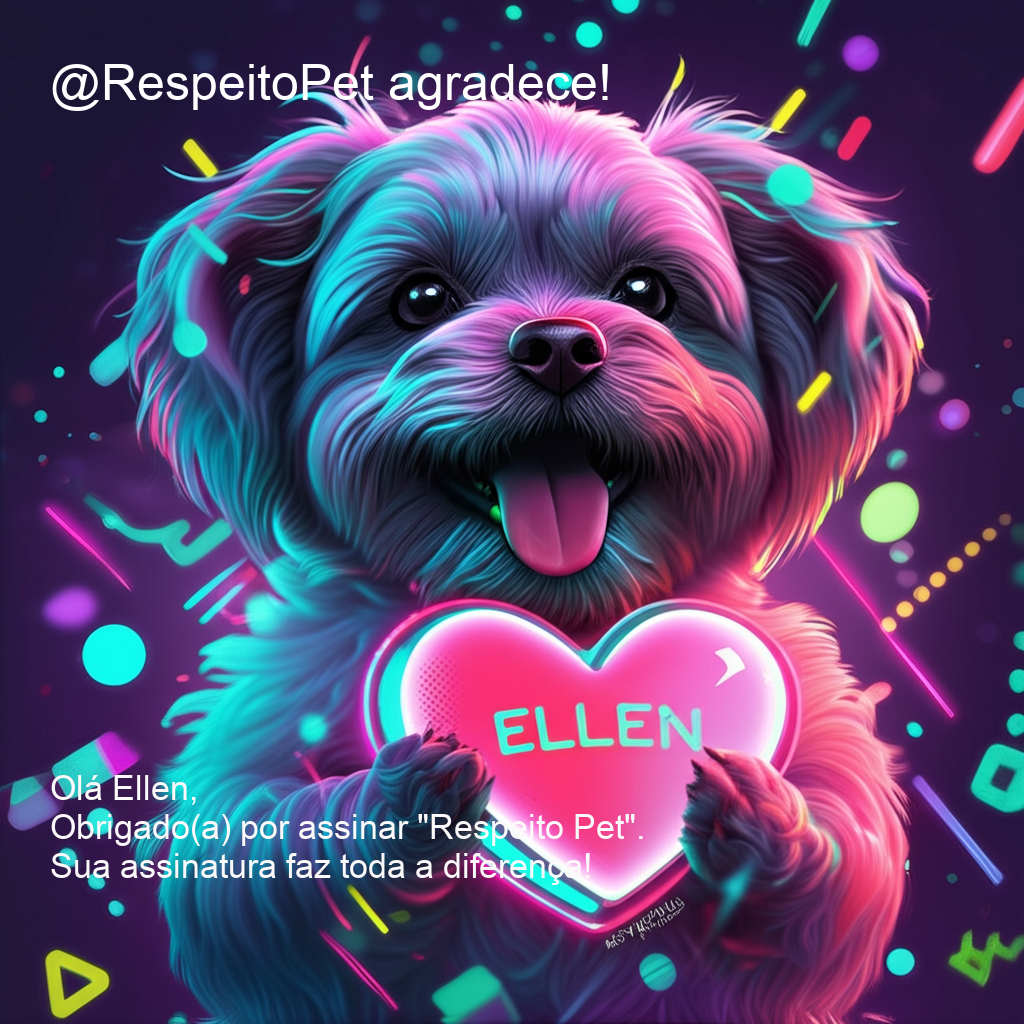 @RespeitoPet agradece!
ELLEN
Olá Ellen,
Obrigado(a) por assinar "Respeito Pet".
Sua assinatura faz toda a diferença!